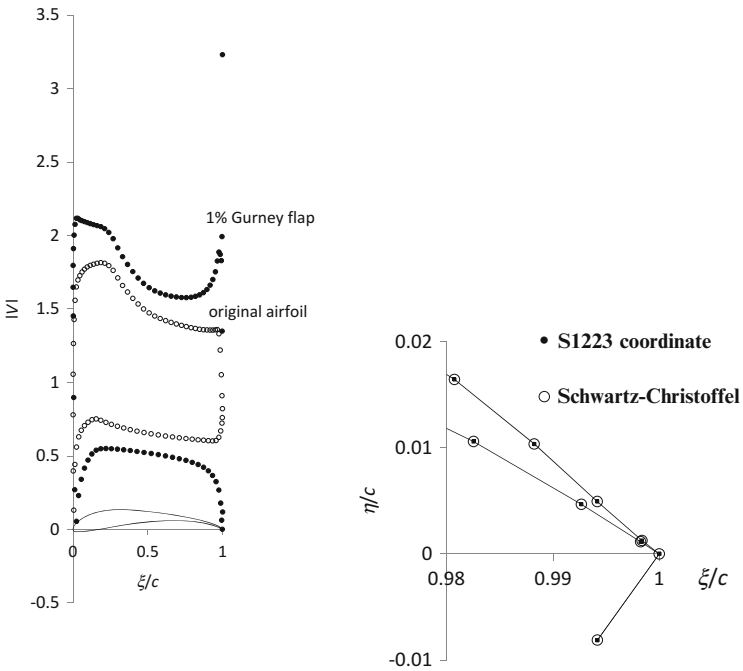 3.5
3
2.5
2
1.5
1
0.5
0
-0.5
|V|
1% Gurney flap
original airfoil
0
0.5
1
ξ/c
0.02
0.01
0
-0.01
η/c
S1223 coordinate
Schwartz-Christoffel
0.98
0.99
1
ξ/c